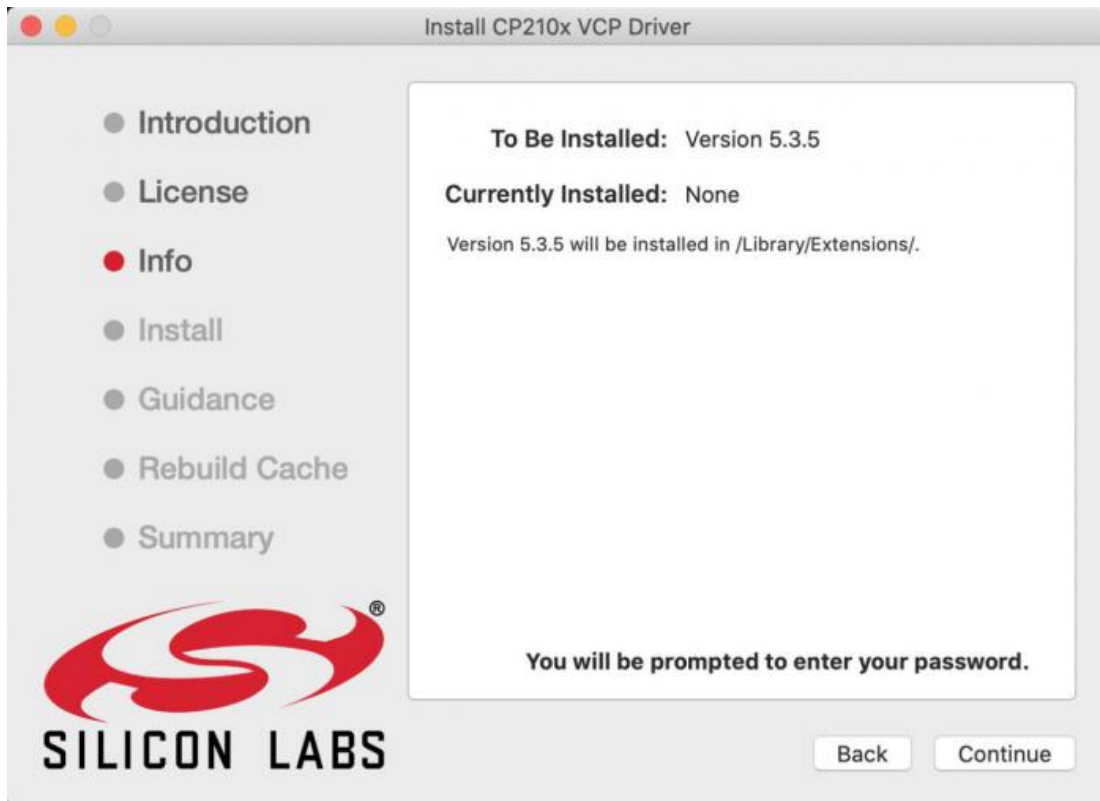 Install CP210x VCP Driver
Introduction
License
Info
Install
Guidance
Rebuild Cache
Summary
To Be Installed: Version 5.3.5
Currently Installed: None
Version 5.3.5 will be installed in /Library/Extensions/.
You will be prompted to enter your password.
®
SILICON LABS
Back
Continue